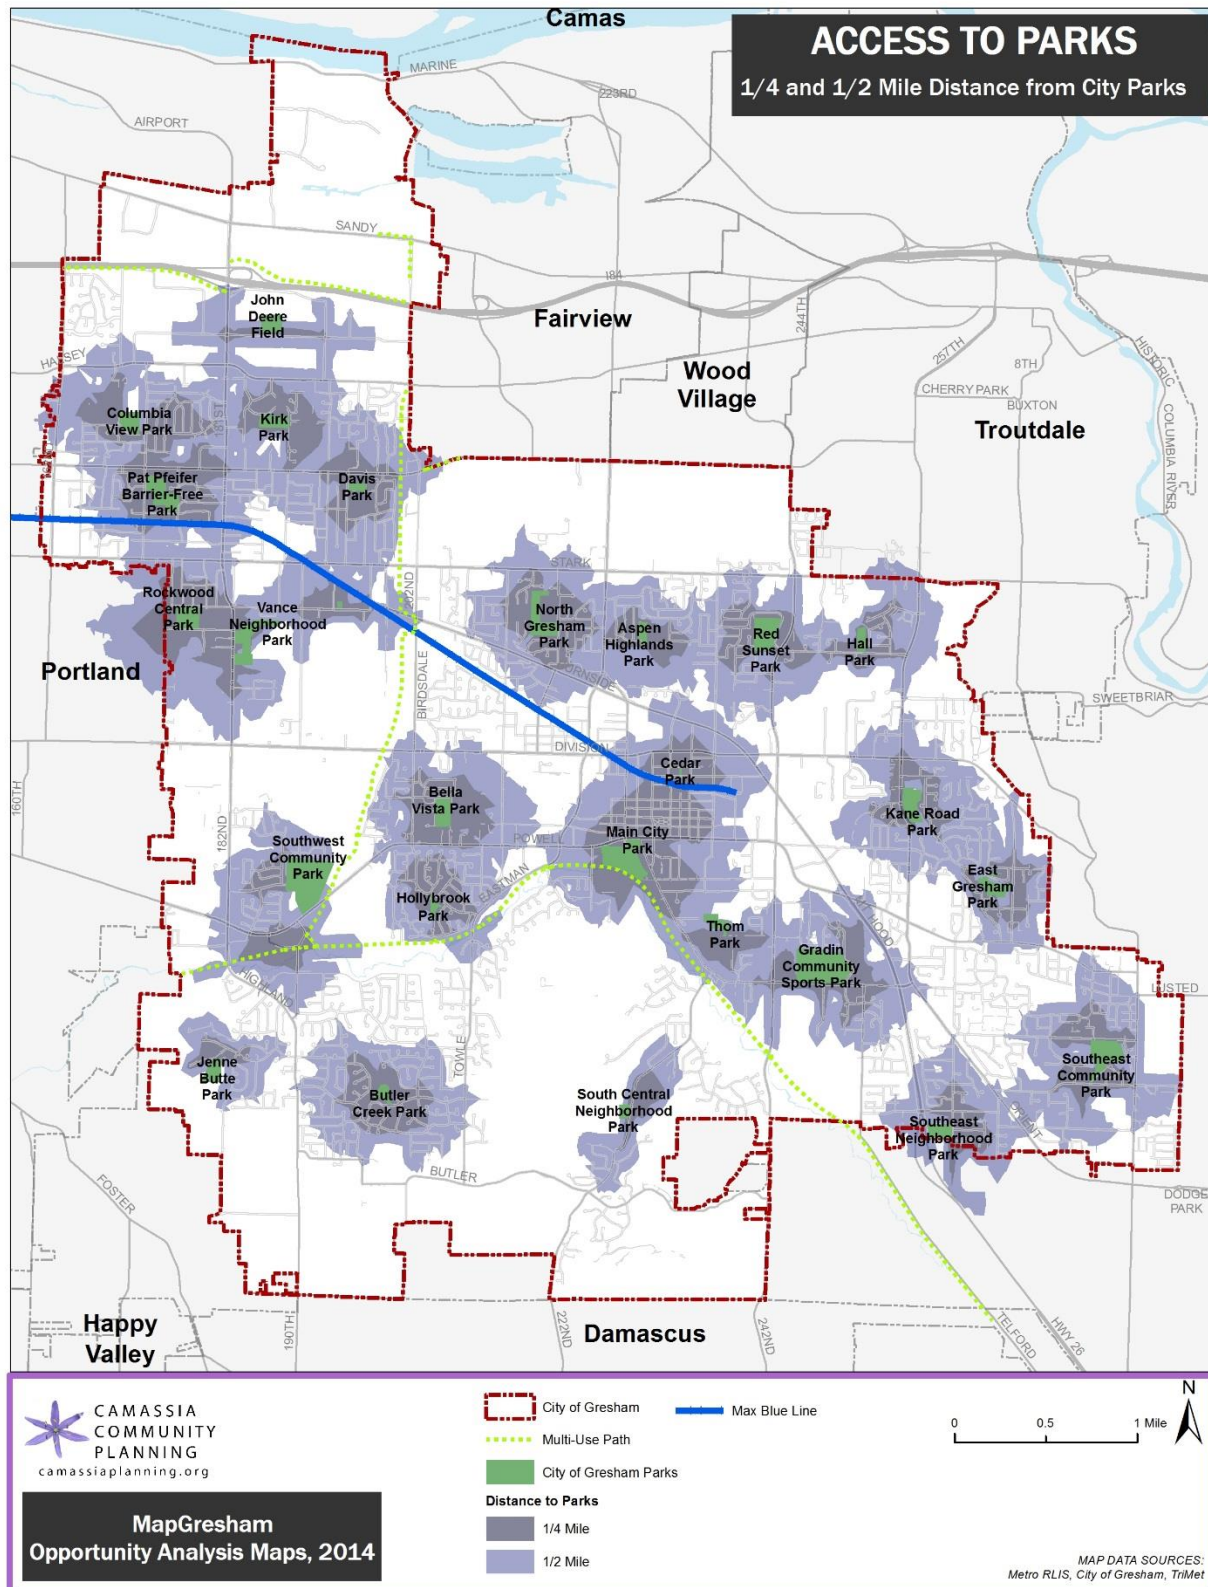 Camas
ACCESS TO PARKS
1/4 and 1/2 Mile Distance from City Parks
MARINE
223RD
AIRPORT
SANDY
I84
John
Deere
Field
Fairview
244TH
257TH
HISTORIC
COLUMBIA RIVER
HALSEY
Wood
Village
8TH
CHERRY PARK
BUXTON
Troutdale
Columbia
View Park
181ST
Kirk
Park
Pat Pfeifer
Barrier-Free
Park
Davis
Park
STARK
Rockwood
Central
Park
Vance
Neighborhood
Park
202ND
North
Gresham
Park
Aspen
Highlands
Park
Red
Sunset
Park
Hall
Park
Portland
BIRDSDALE
BURNSIDE
SWEETBRIAR
DIVISION
Cedar
Park
160TH
182ND
Bella
Vista Park
Kane Road
Park
Main City
Park
POWELL
Southwest
Community
Park
EASTMAN
East
Gresham
Park
Hollybrook
Park
Thom
Park
MT HOOD
Gradin
Community
Sports Park
HIGHLAND
LUSTED
TOWLE
Jenne
Butte
Park
Butler
Creek Park
South Central
Neighborhood
Park
Southeast
Community
Park
ORIENT
Southeast
Neighborhood
Park
BUTLER
FOSTER
DODGE
PARK
Happy
Valley
190TH
222ND
Damascus
242ND
TELFORD
HWY 26
CAMASSIA
COMMUNITY
PLANNING
camassiaplanning.org
MapGresham
Opportunity Analysis Maps, 2014
City of Gresham
Max Blue Line
Multi-Use Path
City of Gresham Parks
Distance to Parks
1/4 Mile
1/2 Mile
N
0 0.5 1 Mile
MAP DATA SOURCES:
Metro RLIS, City of Gresham, TriMet